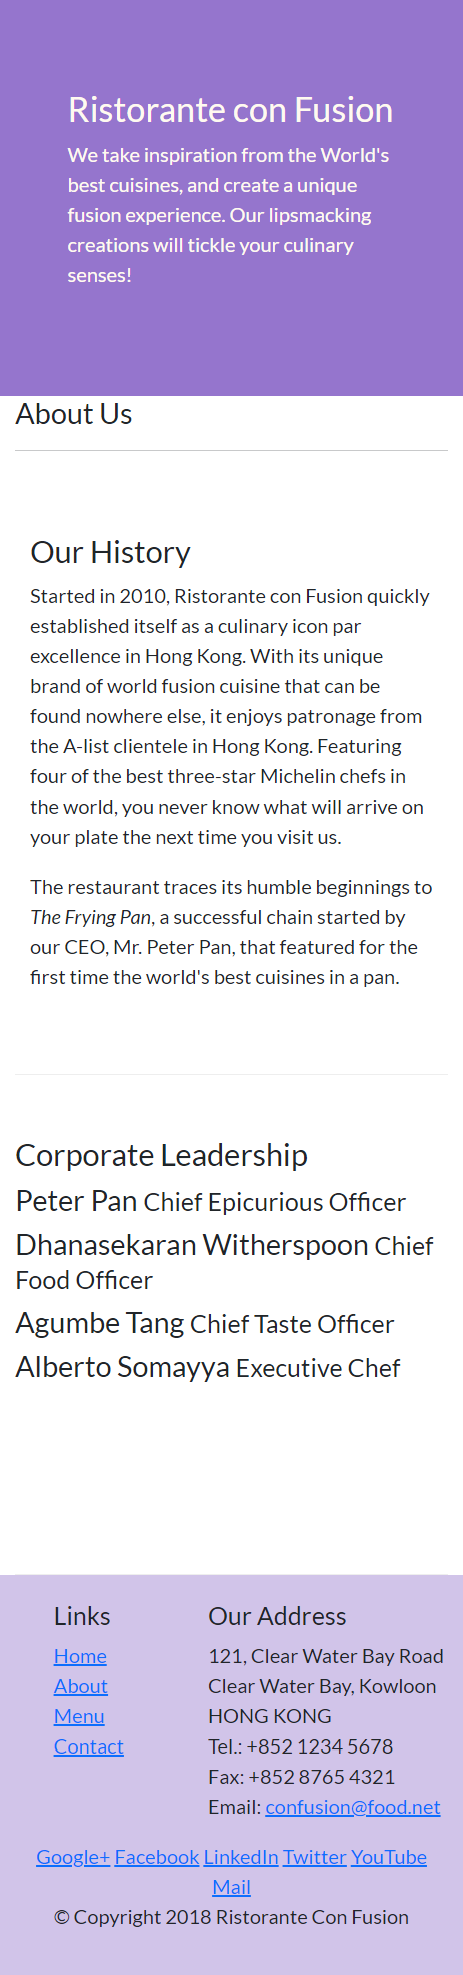 Ristorante con Fusion
We take inspiration from the World's
best cuisines, and create a unique
fusion experience. Our lipsmacking
creations will tickle your culinary
senses!
About Us
Our History
Started in 2010, Ristorante con Fusion quickly
established itself as a culinary icon par
excellence in Hong Kong. With its unique
brand of world fusion cuisine that can be
found nowhere else, it enjoys patronage from
the A-list clientele in Hong Kong. Featuring
four of the best three-star Michelin chefs in
the world, you never know what will arrive on
your plate the next time you visit us.
The restaurant traces its humble beginnings to
The Frying Pan, a successful chain started by
our CEO, Mr. Peter Pan, that featured for the
first time the world's best cuisines in a pan.
Corporate Leadership
Peter Pan Chief Epicurious Officer
Dhanasekaran Witherspoon Chief
Food Officer
Agumbe Tang Chief Taste Officer
Alberto Somayya Executive Chef
Links
Home
About
Menu
Contact
Our Address
121, Clear Water Bay Road
Clear Water Bay, Kowloon
HONG KONG
Tel.: +852 1234 5678
Fax: +852 8765 4321
Email: confusion@food.net
Google+ Facebook LinkedIn Twitter YouTube
Mail
© Copyright 2018 Ristorante Con Fusion